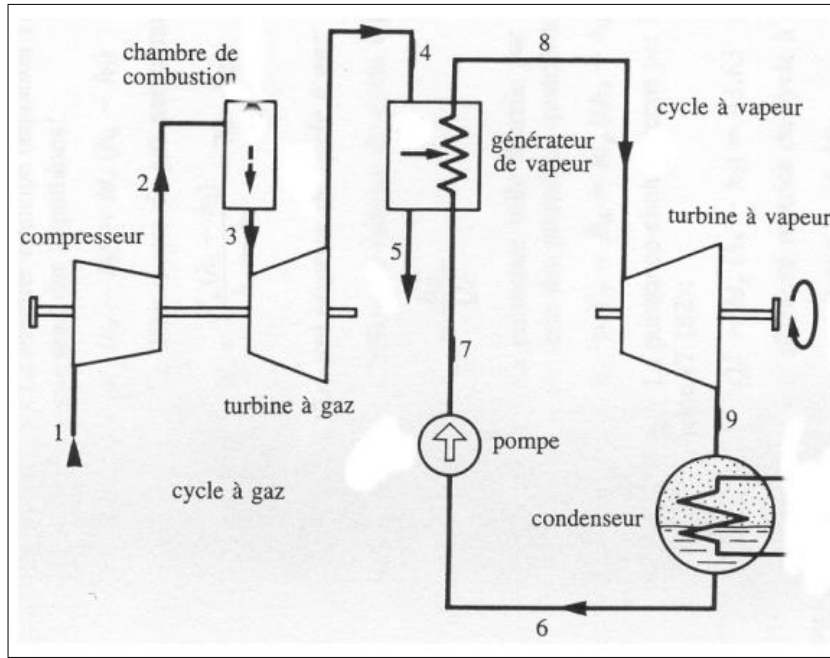 chambre de
combustion
4
8
cycle à vapeur
générateur
de vapeur
2
compresseur
3
5
turbine à vapeur
7
turbine à gaz
1
pompe
9
cycle à gaz
condenseur
6